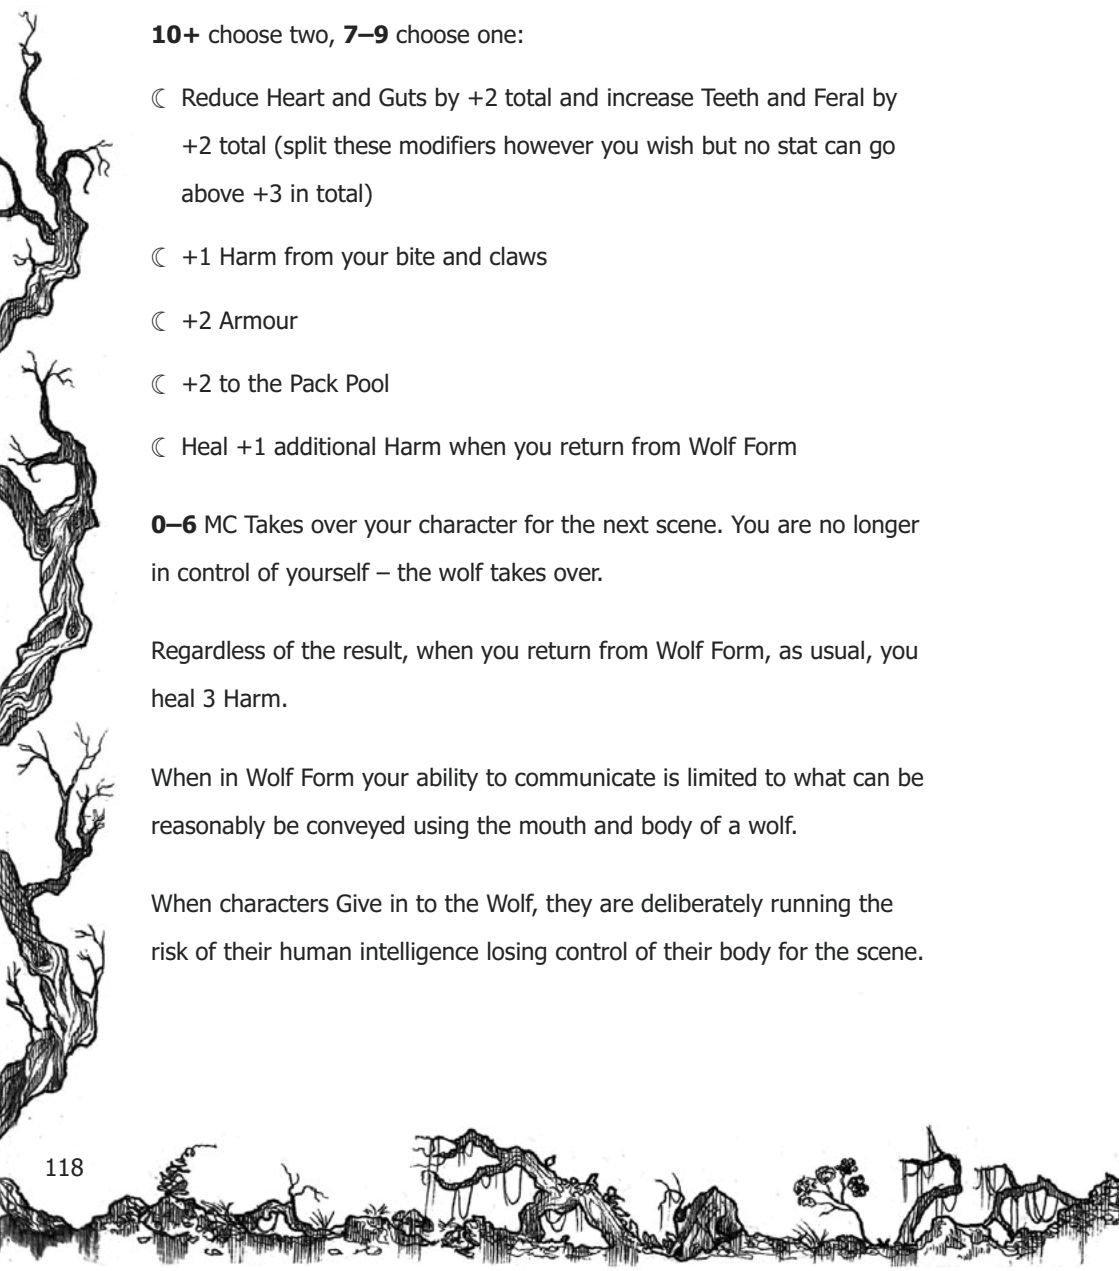 10+ choose two, 7–9 choose one:
☾ Reduce Heart and Guts by +2 total and increase Teeth and Feral by
+2 total (split these modifiers however you wish but no stat can go
above +3 in total)
☾ +1 Harm from your bite and claws
☾ +2 Armour
☾ +2 to the Pack Pool
☾ Heal +1 additional Harm when you return from Wolf Form
0–6 MC Takes over your character for the next scene. You are no longer
in control of yourself – the wolf takes over.
Regardless of the result, when you return from Wolf Form, as usual, you
heal 3 Harm.
When in Wolf Form your ability to communicate is limited to what can be
reasonably be conveyed using the mouth and body of a wolf.
When characters Give in to the Wolf, they are deliberately running the
risk of their human intelligence losing control of their body for the scene.
118